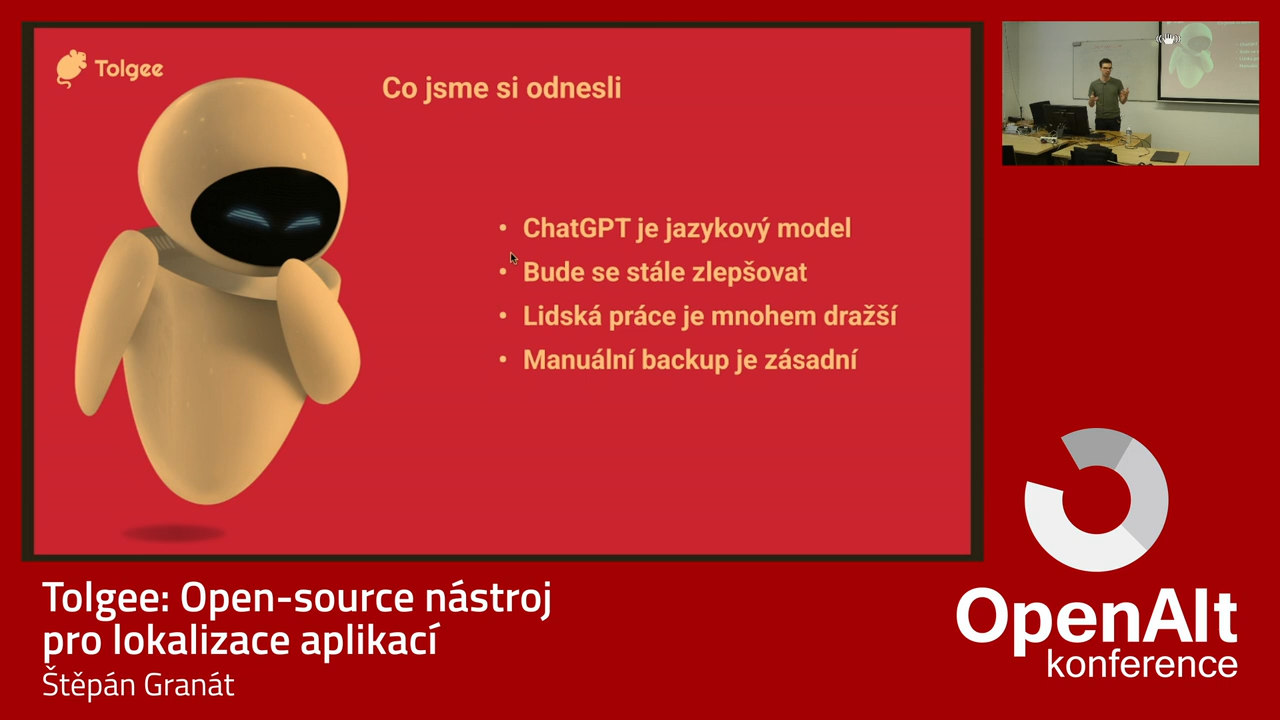 Tolgee
Co jsme si odnesli
• ChatGPT je jazykový model
• Bude se stále zlepšovat
• Lidská práce je mnohem dražší
• Manuální backup je zásadní
Tolgee: Open-source nástroj
pro lokalizace aplikací
Štěpán Granát
OpenAlt
konference